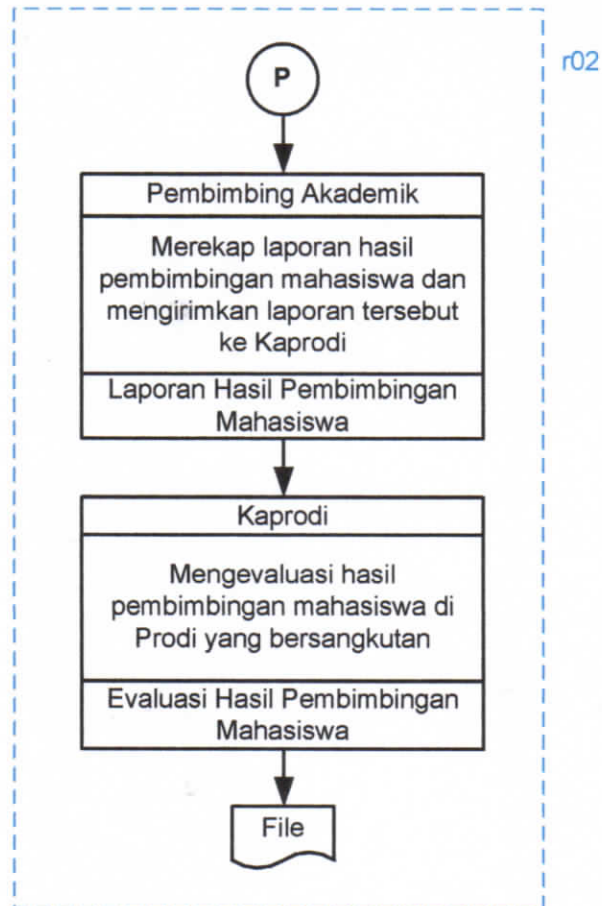 P
r02
Pembimbing Akademik
Merekap laporan hasil
pembimbingan mahasiswa dan
mengirimkan laporan tersebut
ke Kaprodi
Laporan Hasil Pembimbingan
Mahasiswa
Kaprodi
Mengevaluasi hasil
pembimbingan mahasiswa di
Prodi yang bersangkutan
Evaluasi Hasil Pembimbingan
Mahasiswa
File